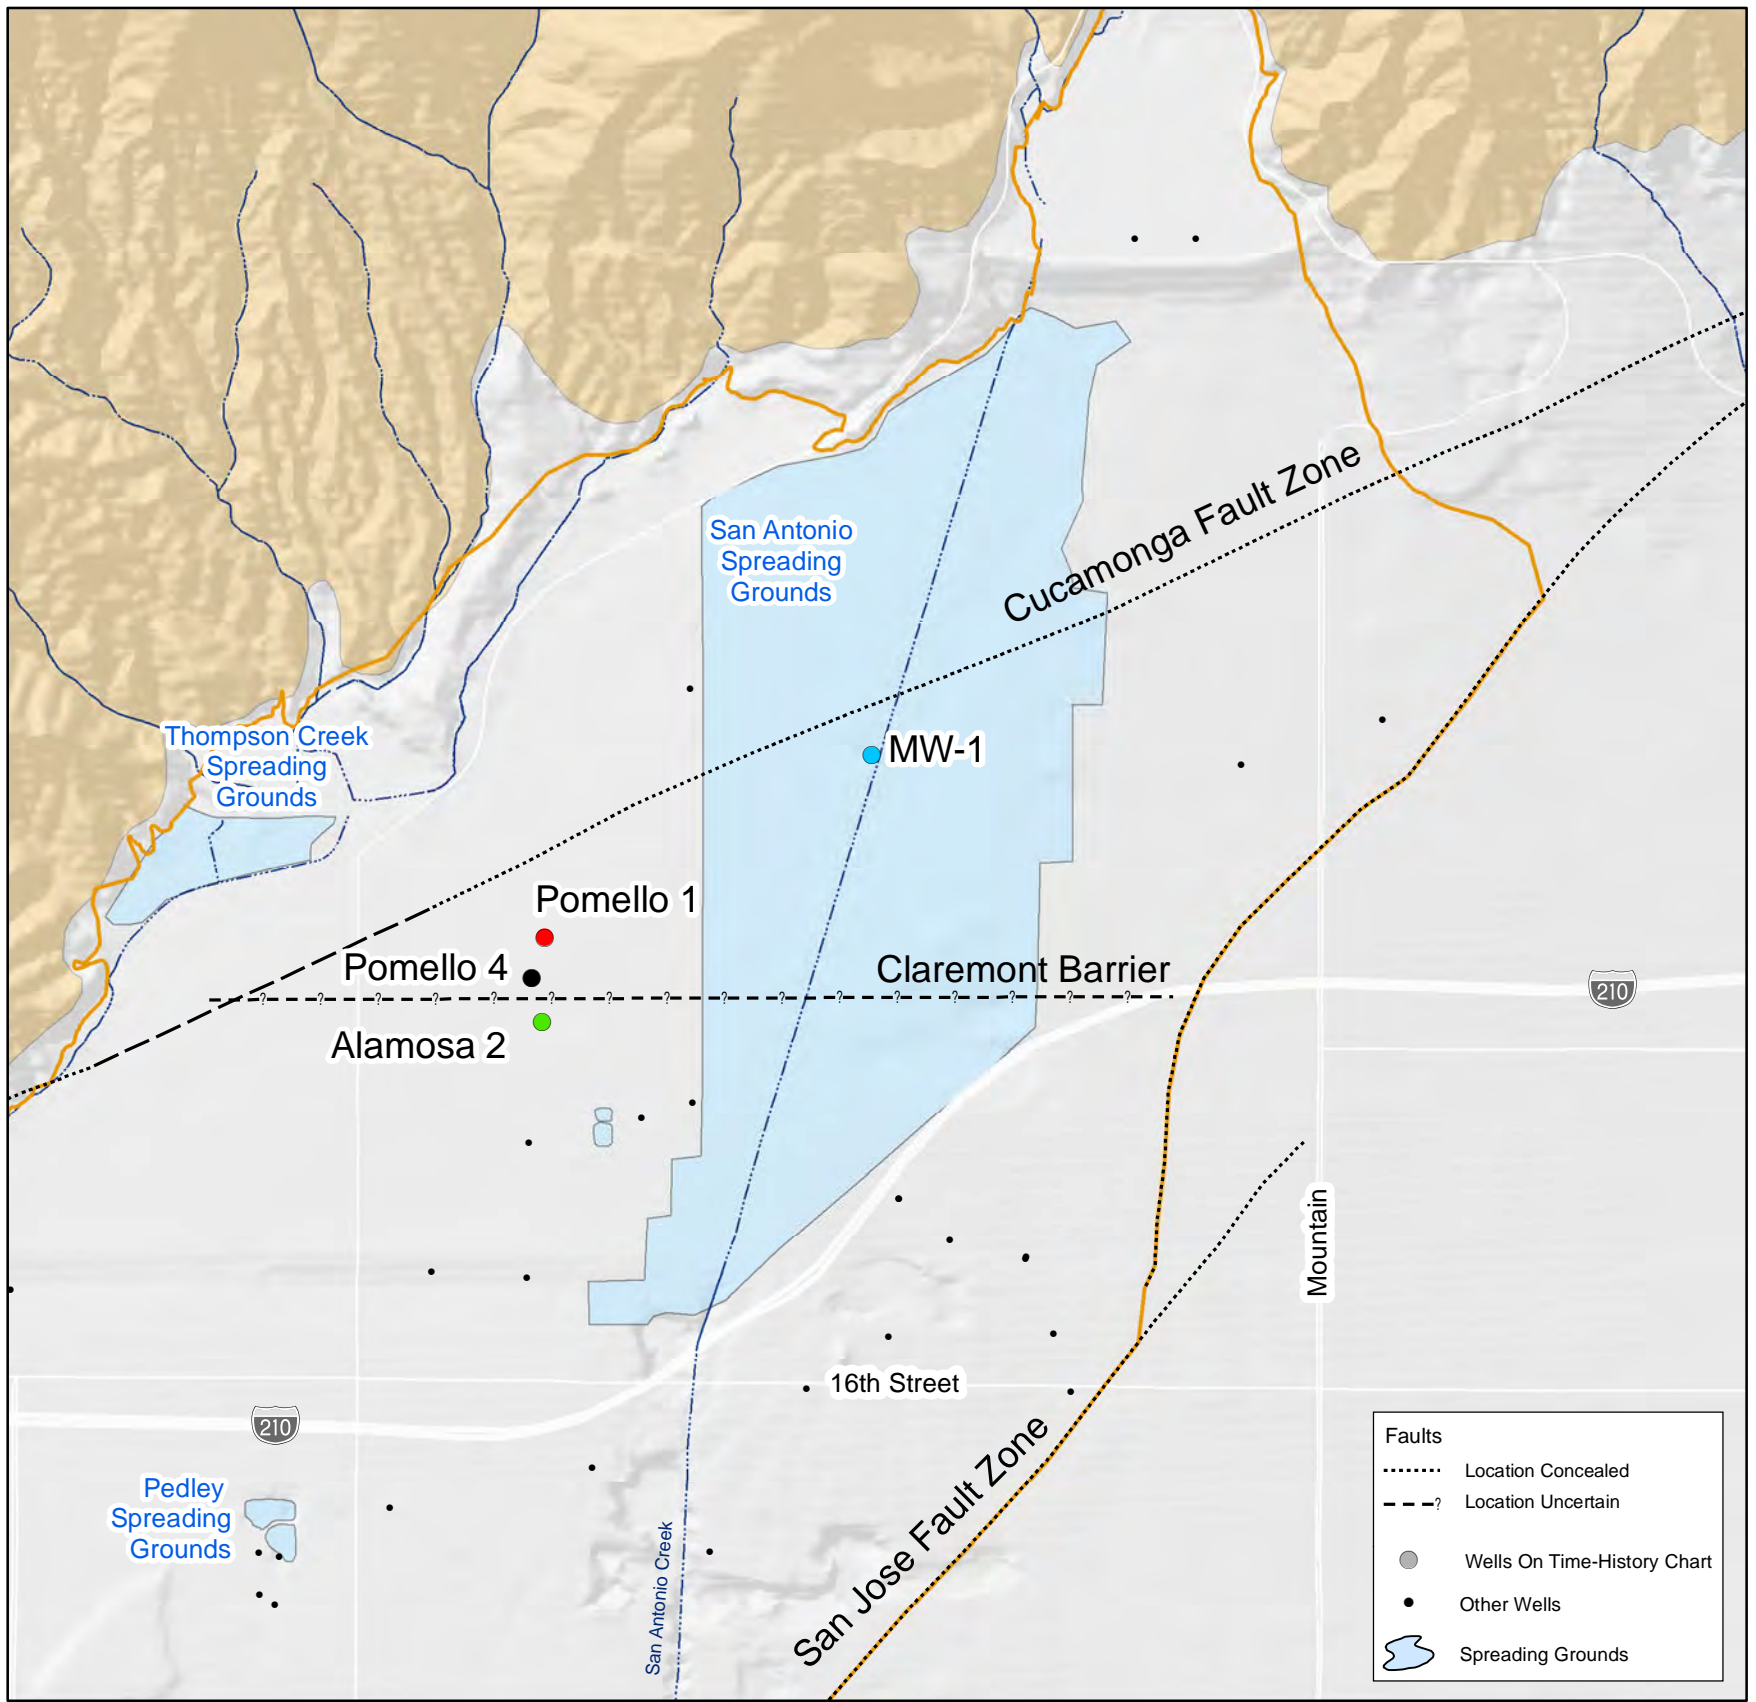 San Antonio
Spreading
Grounds
Cucamonga Fault Zone
Thompson Creek
Spreading
Grounds
MW-1
Pomello 1
Pomello 4
Claremont Barrier
? ? ? ? ? ? ? ? ? ? ? ? ? ? ? ?
210
Alamosa 2
Mountain
16th Street
210
San Jose Fault Zone
Pedley
Spreading
Grounds
San Antonio Creek
Faults
Location Concealed
? Location Uncertain
Wells On Time-History Chart
Other Wells
Spreading Grounds